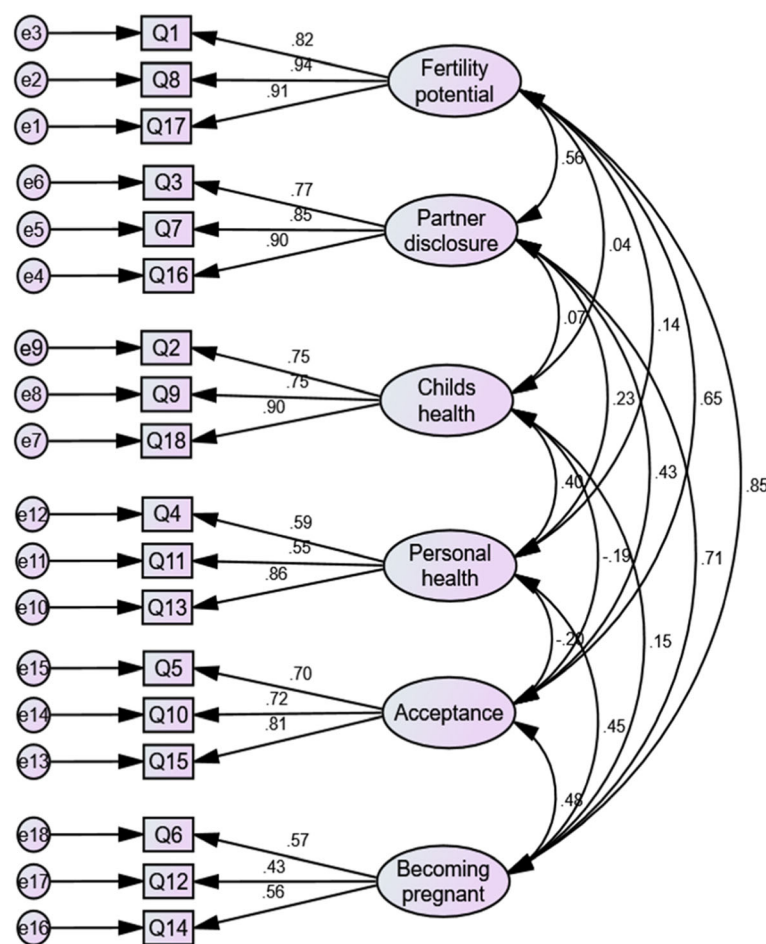 e3
Q1
.82
Fertility
potential
e2
Q8
.94
e1
Q17
.91
.56
e6
Q3
.77
Partner
disclosure
e5
Q7
.85
e4
Q16
.90
.04
.07
.14
e9
Q2
.75
Childs
health
e8
Q9
.75
e7
Q18
.90
.23
.65
.40
.43
.85
e12
Q4
.59
Personal
health
e11
Q11
.55
e10
Q13
.86
-.19
.71
-.20
.15
e15
Q5
.70
Acceptance
e14
Q10
.72
e13
Q15
.81
.45
.48
e18
Q6
.57
Becoming
pregnant
e17
Q12
.43
e16
Q14
.56